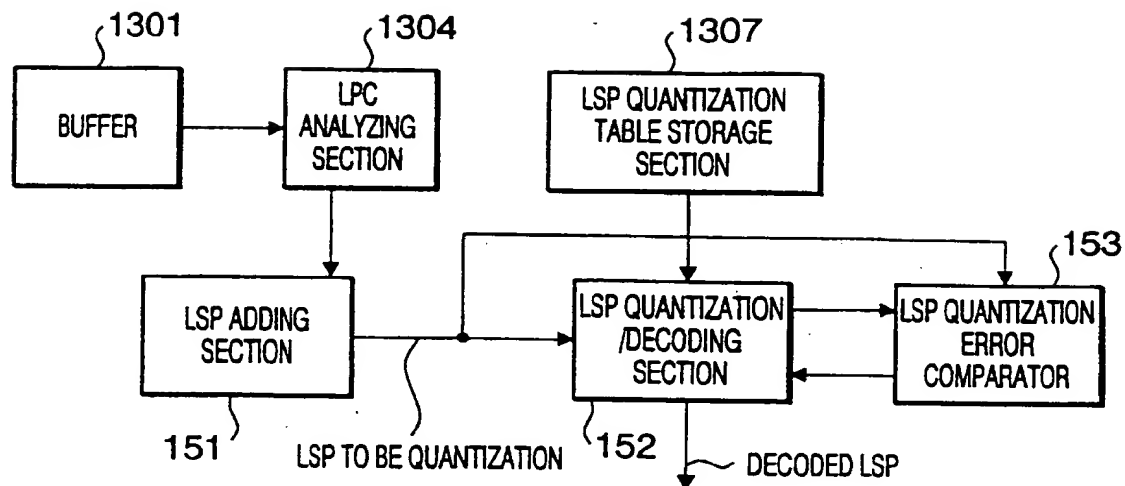 1301
1304
1307
BUFFER
LPC
ANALYZING
SECTION
LSP QUANTIZATION
TABLE STORAGE
SECTION
153
LSP ADDING
SECTION
LSP QUANTIZATION
/DECODING
SECTION
LSP QUANTIZATION
ERROR
COMPARATOR
151
LSP TO BE QUANTIZATION
152
DECODED LSP